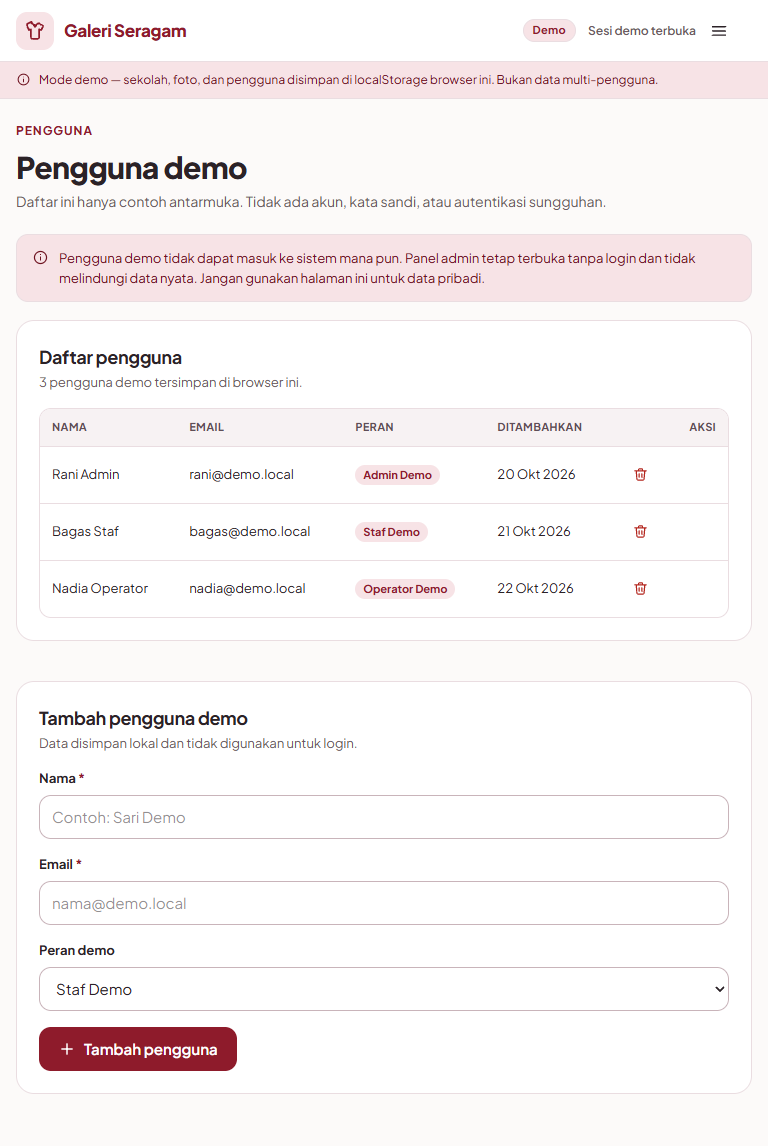 Galeri Seragam
Demo
Sesi demo terbuka
Mode demo — sekolah, foto, dan pengguna disimpan di localStorage browser ini. Bukan data multi-pengguna.
PENGGUNA
Pengguna demo
Daftar ini hanya contoh antarmuka. Tidak ada akun, kata sandi, atau autentikasi sungguhan.
Pengguna demo tidak dapat masuk ke sistem mana pun. Panel admin tetap terbuka tanpa login dan tidak
melindungi data nyata. Jangan gunakan halaman ini untuk data pribadi.
Daftar pengguna
3 pengguna demo tersimpan di browser ini.
NAMA EMAIL PERAN DITAMBAHKAN AKSI
Rani Admin rani@demo.local Admin Demo 20 Okt 2026
Bagas Staf bagas@demo.local Staf Demo 21 Okt 2026
Nadia Operator nadia@demo.local Operator Demo 22 Okt 2026
Tambah pengguna demo
Data disimpan lokal dan tidak digunakan untuk login.
Nama *
Contoh: Sari Demo
Email *
nama@demo.local
Peran demo
Staf Demo
Tambah pengguna